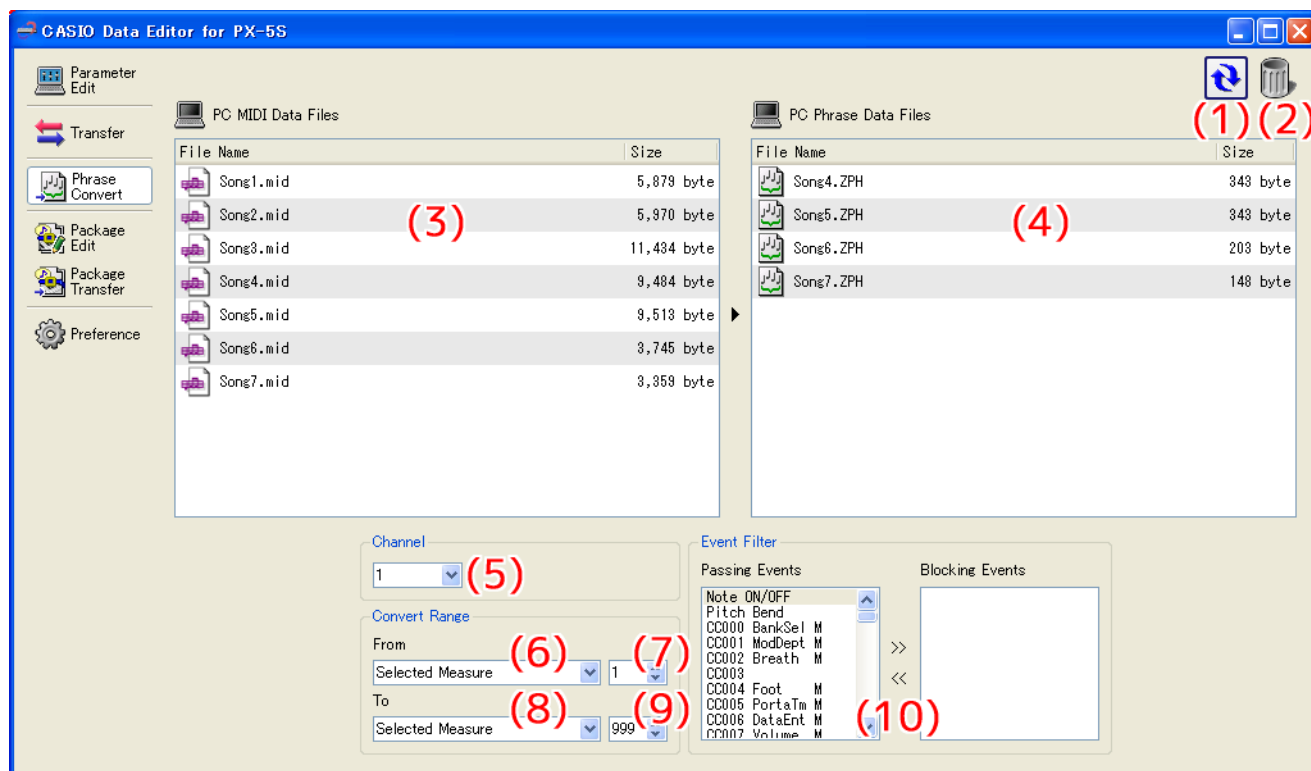 CASIO Data Editor for PX-5S
Parameter
Edit
Transfer
Phrase
Convert
Package
Edit
Package
Transfer
Preference
(1) (2)
PC MIDI Data Files
File Name Size
Song1.mid 5,879 byte
Song2.mid 5,970 byte
Song3.mid 11,434 byte
Song4.mid 9,484 byte
Song5.mid 9,513 byte
Song6.mid 3,745 byte
Song7.mid 3,359 byte
(3)
PC Phrase Data Files
File Name Size
Song4.ZPH 343 byte
Song5.ZPH 343 byte
Song6.ZPH 203 byte
Song7.ZPH 148 byte
(4)
Channel
1 (5)
Convert Range
From
Selected Measure (6) 1 (7)
To
Selected Measure (8) 999 (9)
Event Filter
Passing Events
Note ON/OFF
Pitch Bend
CC000 BankSel M
CC001 ModDept M
CC002 Breath M
CC003
CC004 Foot M
CC005 PortaTm M
CC006 DataEnt M
CC007 Volume M
>>
<<
(10)
Blocking Events